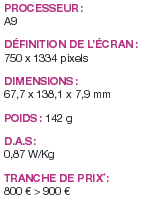 PROCESSEUR :
A9
DÉFINITION DE L'ÉCRAN :
750 x 1334 pixels
DIMENSIONS :
67,7 x 138,1 x 7,9 mm
POIDS : 142 g
D.A.S :
0,87 W/Kg
TRANCHE DE PRIX* :
800 € > 900 €